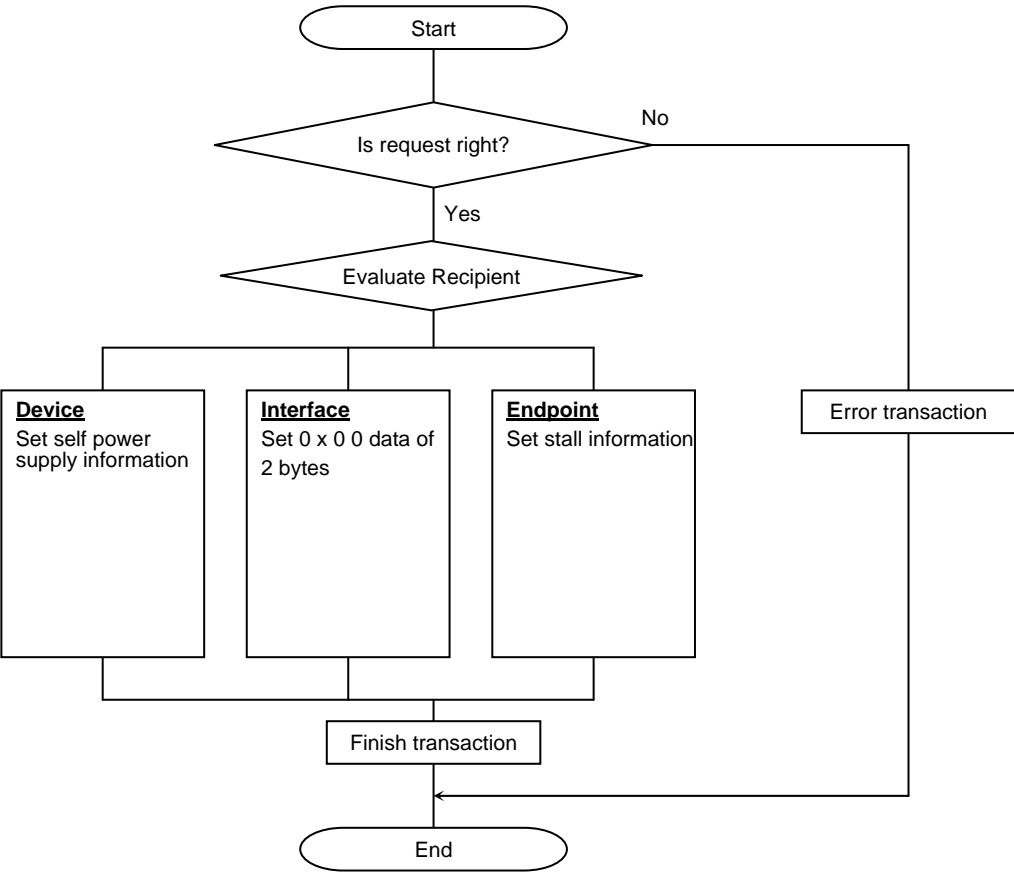 Start
Is request right?
No
Yes
Evaluate Recipient
Device
Set self power
supply information
Interface
Set 0 x 0 0 data of
2 bytes
Endpoint
Set stall information
Error transaction
Finish transaction
End